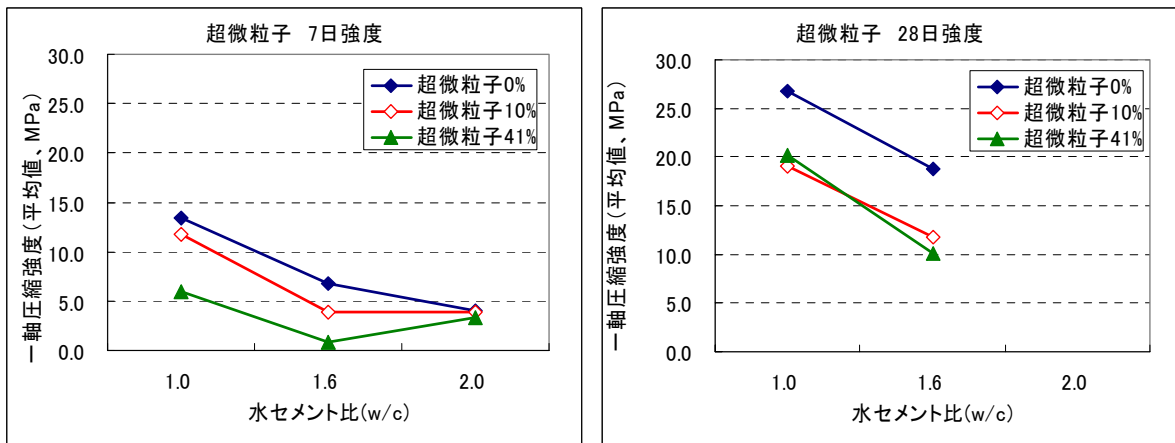 超微粒子 7日強度
一軸圧縮強度(平均値、MPa)
30.0
25.0
20.0
15.0
10.0
5.0
0.0
超微粒子0%
超微粒子10%
超微粒子41%
1.0 1.6 2.0
水セメント比(w/c)
超微粒子 28日強度
一軸圧縮強度(平均値、MPa)
30.0
25.0
20.0
15.0
10.0
5.0
0.0
超微粒子0%
超微粒子10%
超微粒子41%
1.0 1.6 2.0
水セメント比(w/c)